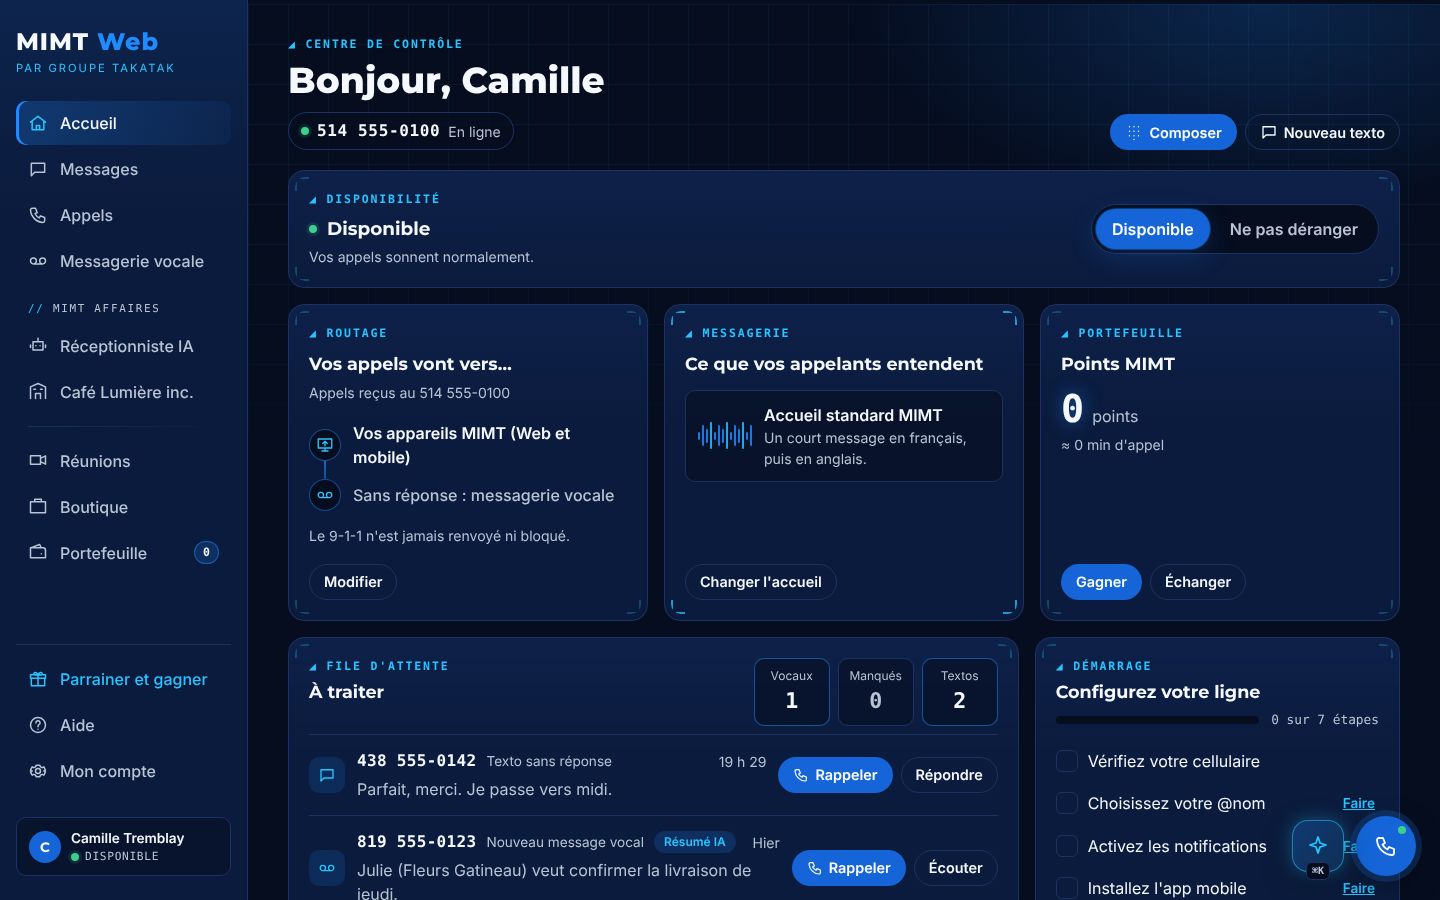 MIMT Web
PAR GROUPE TAKATAK
Accueil
Messages
Appels
Messagerie vocale
// MIMT AFFAIRES
Réceptionniste IA
Café Lumière inc.
Réunions
Boutique
Portefeuille 0
Parrainer et gagner
Aide
Mon compte
C
Camille Tremblay
DISPONIBLE
CENTRE DE CONTRÔLE
Bonjour, Camille
514 555-0100 En ligne
Composer
Nouveau texto
DISPONIBILITÉ
Disponible
Vos appels sonnent normalement.
Disponible
Ne pas déranger
ROUTAGE
Vos appels vont vers...
Appels reçus au 514 555-0100
Vos appareils MIMT (Web et
mobile)
Sans réponse : messagerie vocale
Le 9-1-1 n'est jamais renvoyé ni bloqué.
Modifier
MESSAGERIE
Ce que vos appelants entendent
Accueil standard MIMT
Un court message en français,
puis en anglais.
Changer l'accueil
PORTEFEUILLE
Points MIMT
0 points
≈ 0 min d'appel
Gagner
Échanger
FILE D'ATTENTE
À traiter
Vocaux
1
Manqués
0
Textos
2
438 555-0142 Texto sans réponse 19 h 29
Parfait, merci. Je passe vers midi.
Rappeler
Répondre
819 555-0123 Nouveau message vocal Résumé IA Hier
Julie (Fleurs Gatineau) veut confirmer la livraison de
jeudi.
Rappeler
Écouter
DÉMARRAGE
Configurez votre ligne
0 sur 7 étapes
Vérifiez votre cellulaire
Choisissez votre @nom Faire
Activez les notifications
Installez l'app mobile Faire
⌘K